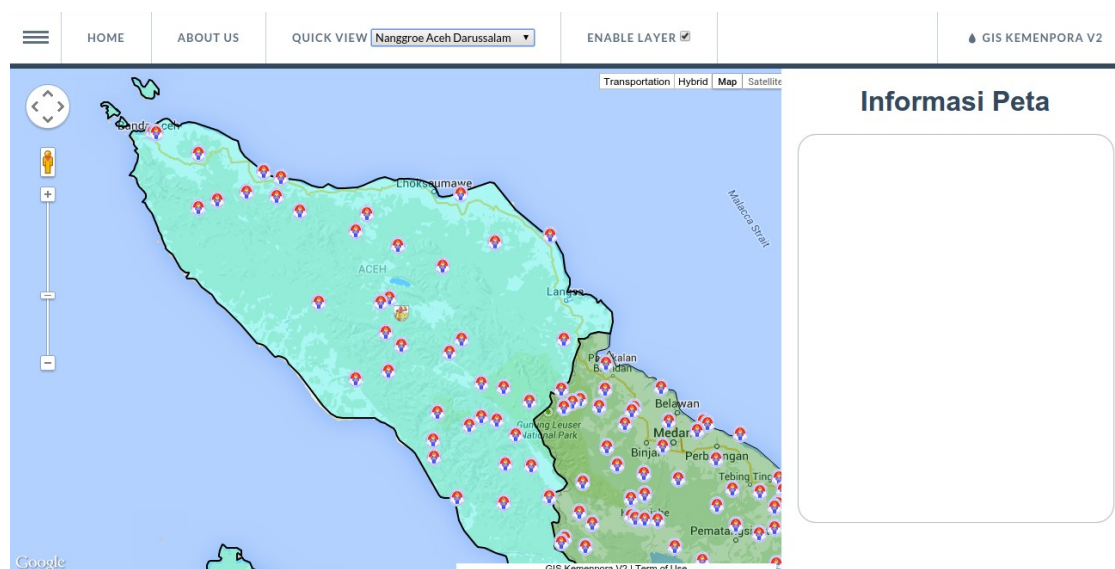 HOME
ABOUT US
QUICK VIEW Nanggroe Aceh Darussalam
ENABLE LAYER
GIS KEMENPORA V2
Transportation
Hybrid
Map
Satellite
Informasi Peta
Lhokseumawe
Malacca Strait
ACEH
Belawan
Medan
Gunung Leuser
National Park
Binjai
Tebing Ting
Google
GIS Kemenpora V2 | Term of Use